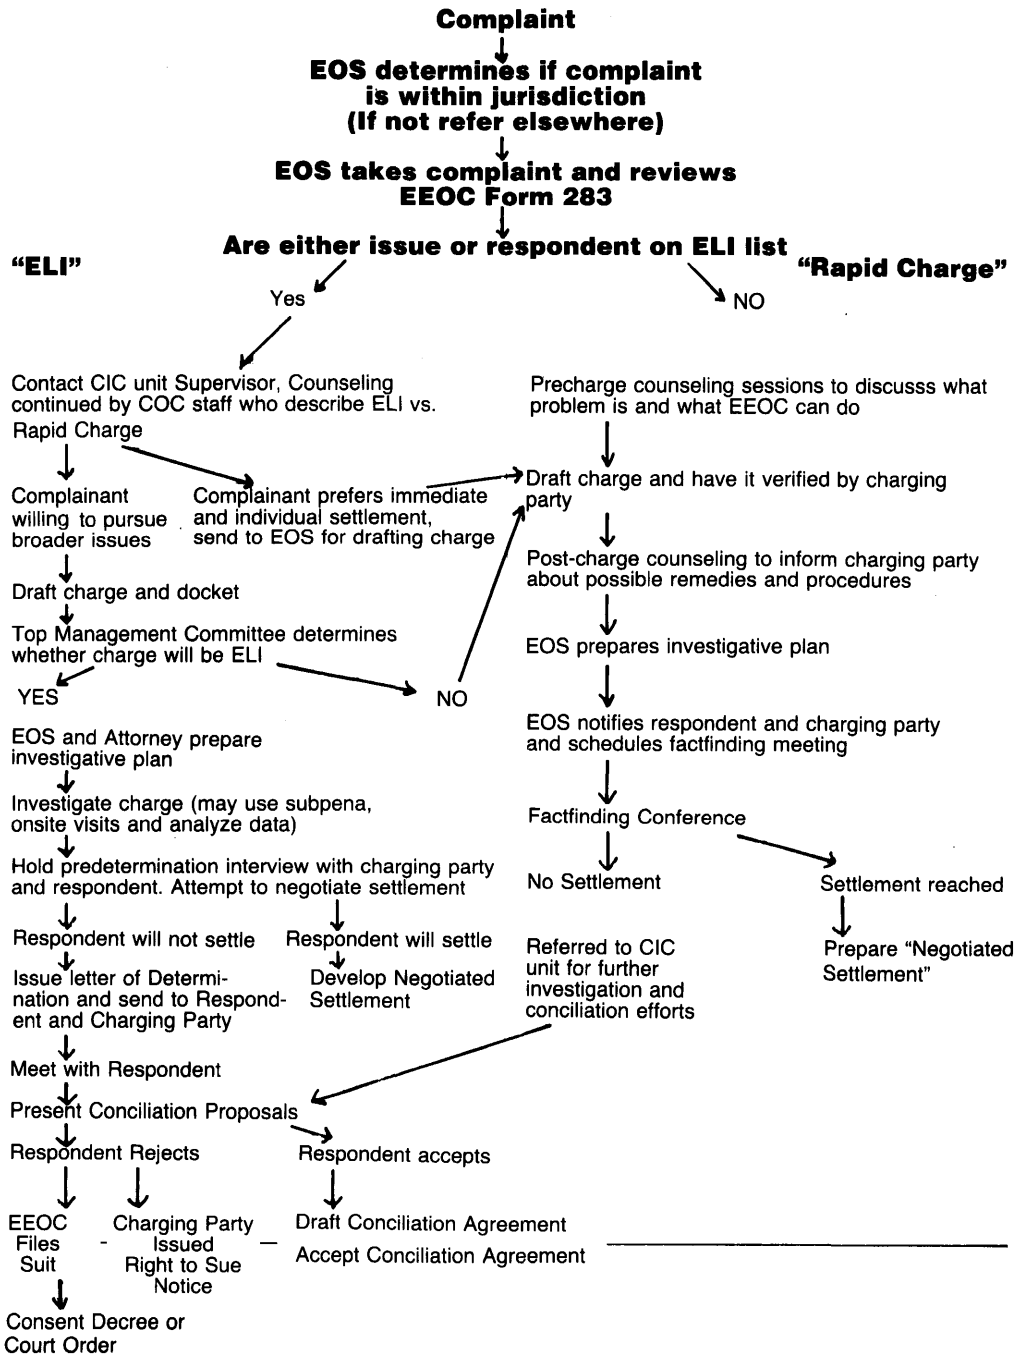 Complaint
EOS determines if complaint
is within jurisdiction
(If not refer elsewhere)
EOS takes complaint and reviews
EEOC Form 283
Are either issue or respondent on ELI list
"ELI"
"Rapid Charge"
Yes
NO
Contact CIC unit Supervisor, Counseling
continued by COC staff who describe ELI vs.
Rapid Charge
Complainant
willing to pursue
broader issues
Complainant prefers immediate
and individual settlement,
send to EOS for drafting charge
Draft charge and docket
Top Management Committee determines
whether charge will be ELI
YES
NO
EOS and Attorney prepare
investigative plan
Investigate charge (may use subpena,
onsite visits and analyze data)
Hold predetermination interview with charging party
and respondent. Attempt to negotiate settlement
Respondent will not settle
Respondent will settle
Issue letter of Determi-
nation and send to Respond-
ent and Charging Party
Develop Negotiated
Settlement
Meet with Respondent
Present Conciliation Proposals
Respondent Rejects
Respondent accepts
EEOC
Files
Suit
-
Charging Party
Issued
Right to Sue
Notice
—
Draft Conciliation Agreement
Accept Conciliation Agreement
Consent Decree or
Court Order
Precharge counseling sessions to discusss what
problem is and what EEOC can do
Draft charge and have it verified by charging
party
Post-charge counseling to inform charging party
about possible remedies and procedures
EOS prepares investigative plan
EOS notifies respondent and charging party
and schedules factfinding meeting
Factfinding Conference
No Settlement
Settlement reached
Referred to CIC
unit for further
investigation and
conciliation efforts
Prepare "Negotiated
Settlement"